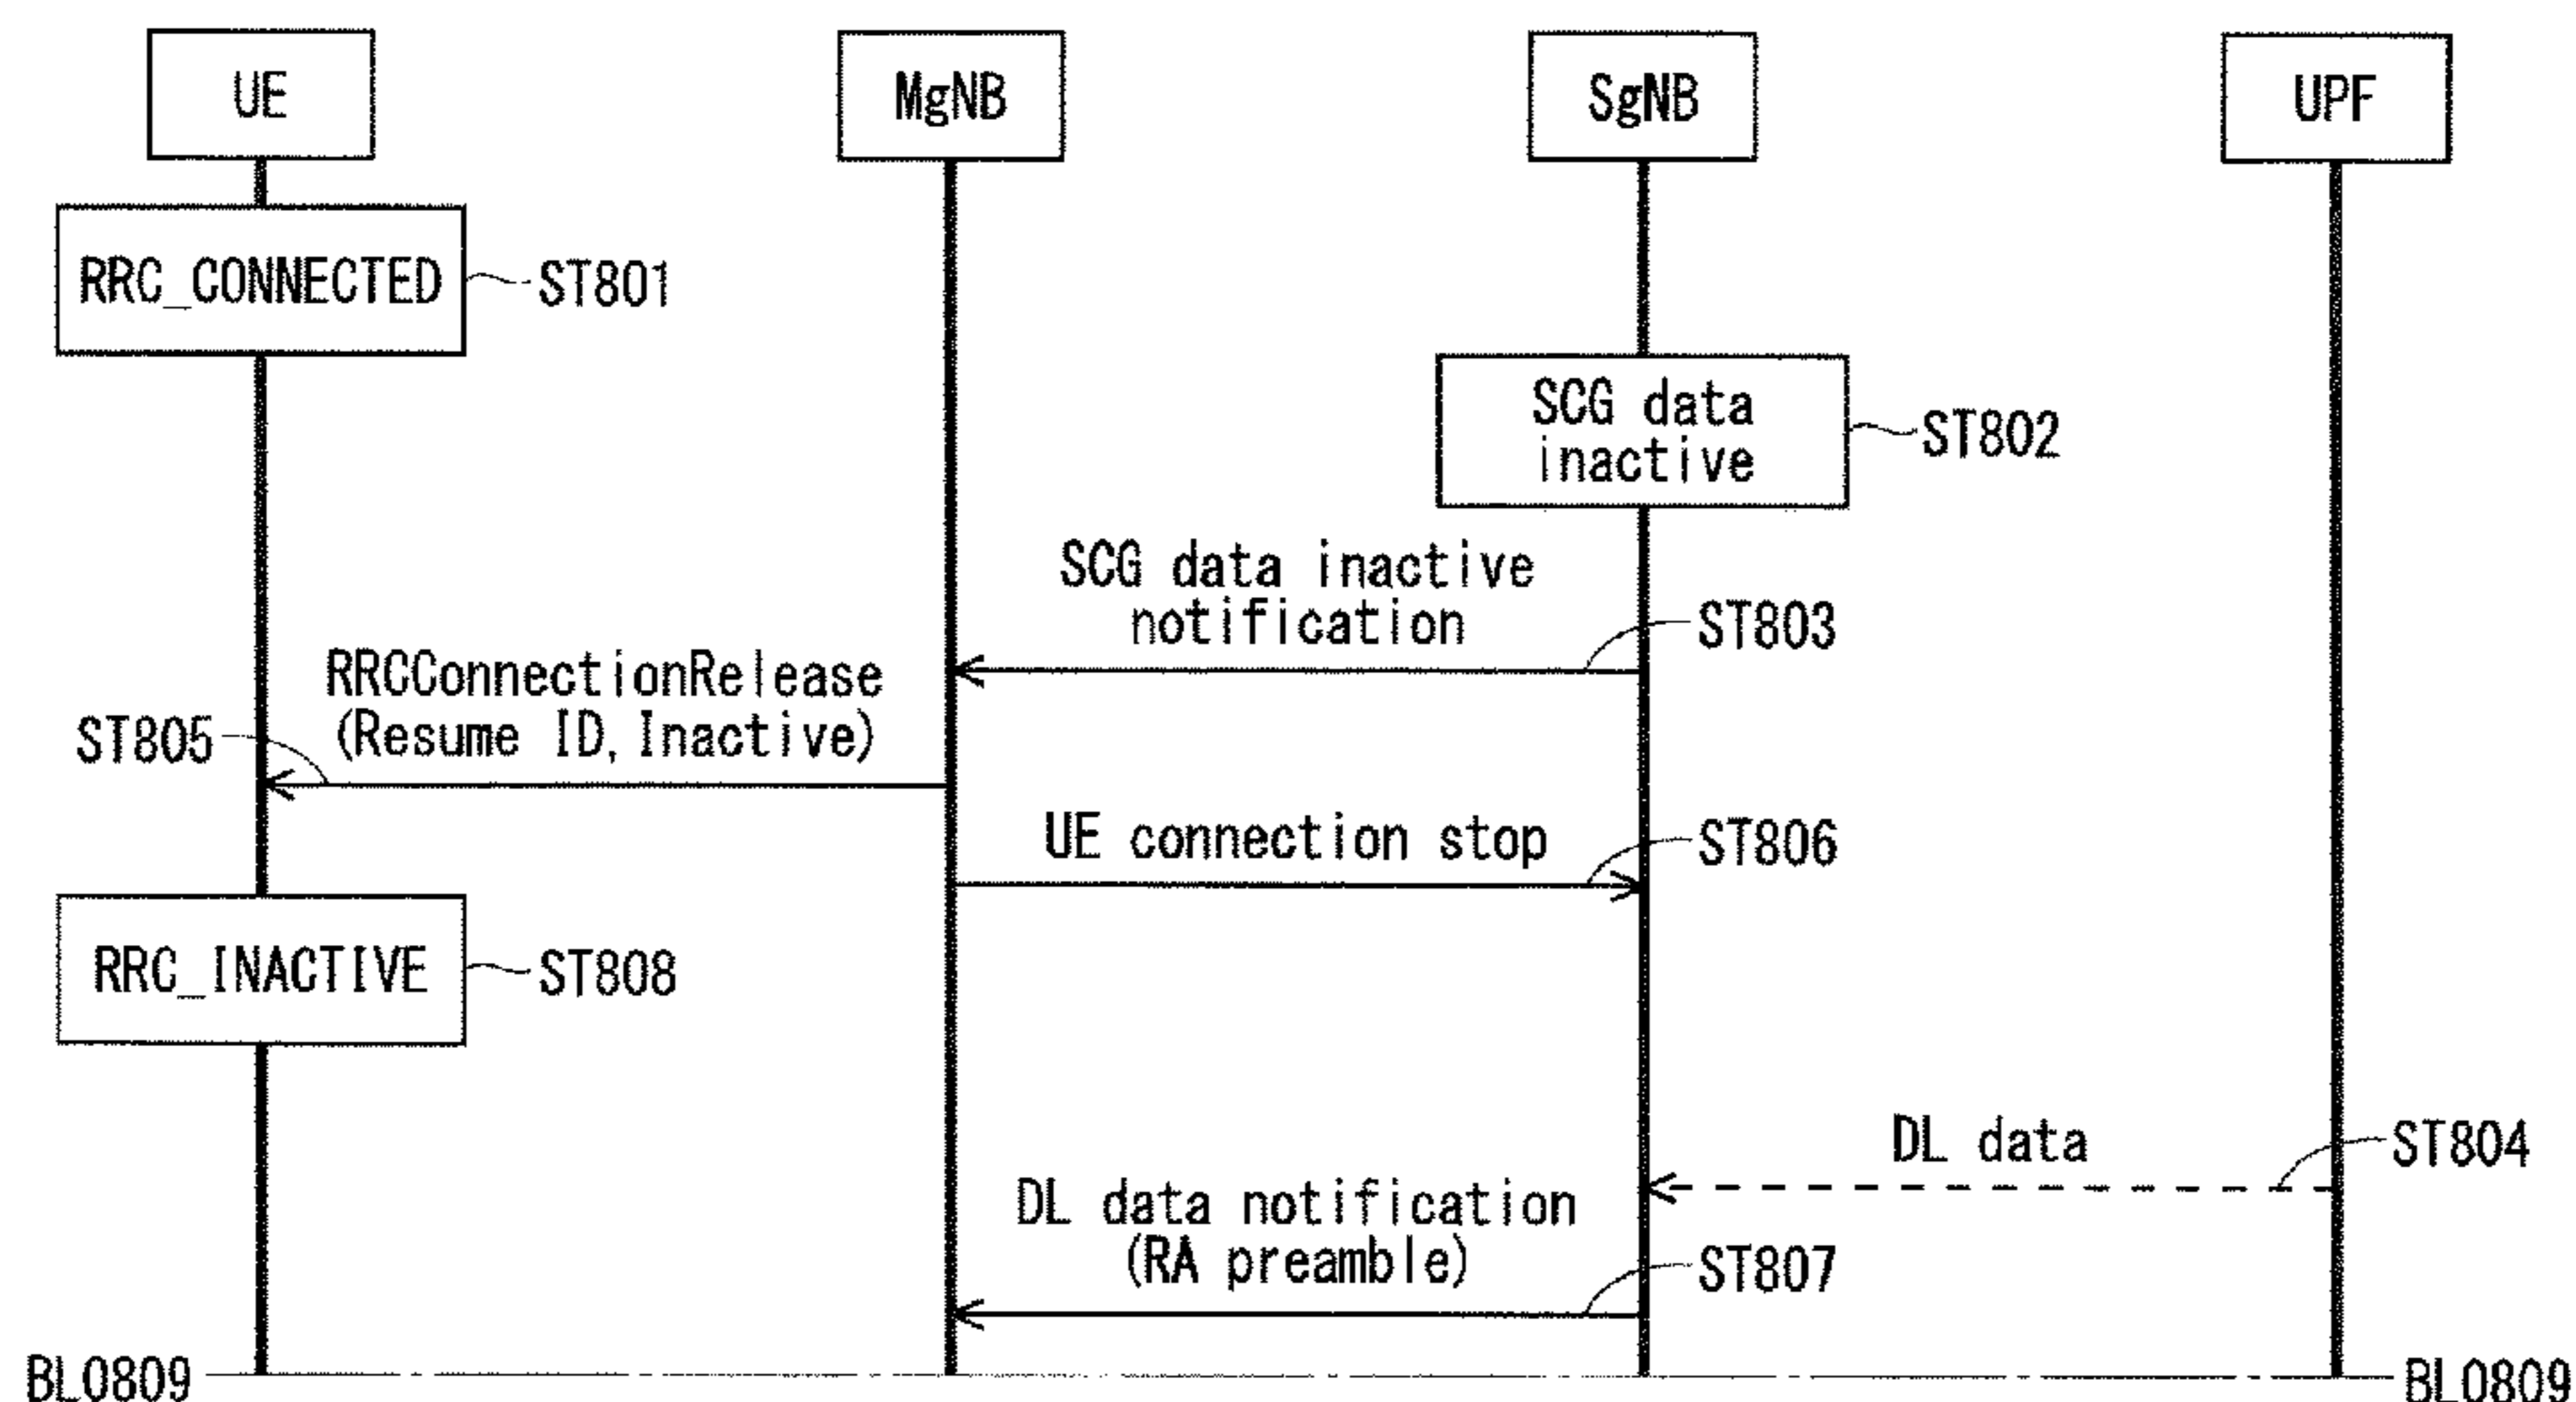 UE
MgNB
SgNB
UPF
RRC_CONNECTED
ST801
SCG data
inactive
ST802
SCG data inactive
notification
ST803
RRCConnectionRelease
(Resume ID, Inactive)
ST805
UE connection stop
ST806
RRC_INACTIVE
ST808
DL data
ST804
DL data notification
(RA preamble)
ST807
BL0809
BL0809